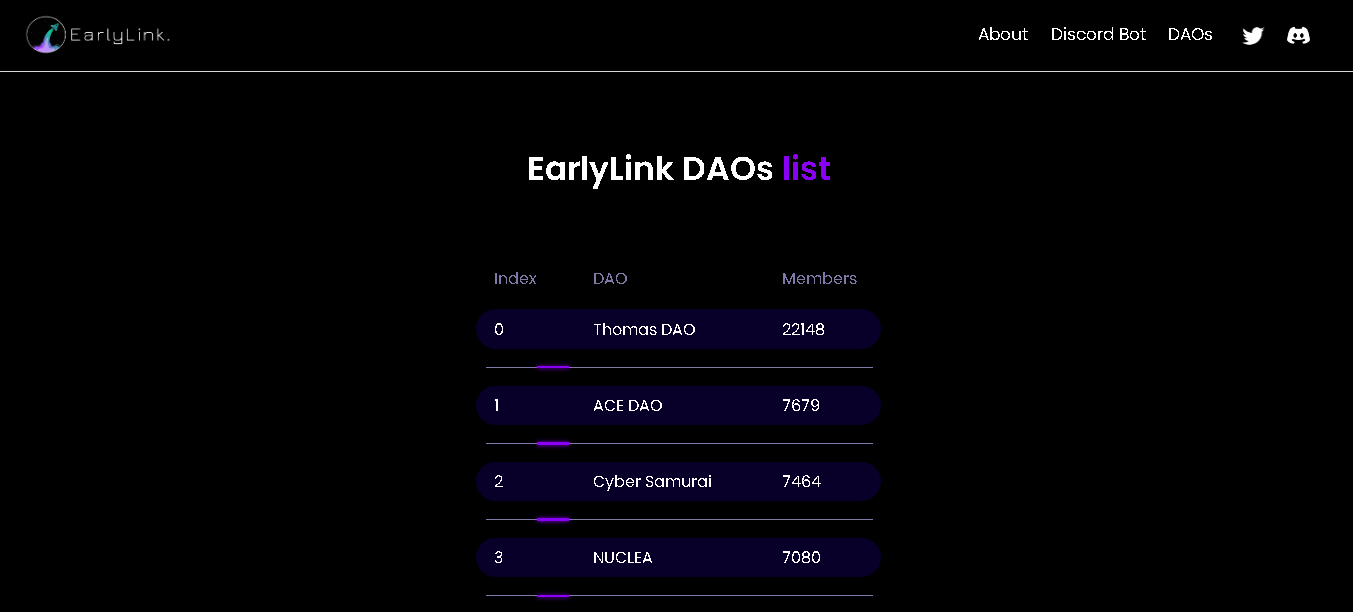 EarlyLink.
About Discord Bot DAOs
EarlyLink DAOs list
Index DAO Members
0 Thomas DAO 22148
1 ACE DAO 7679
2 Cyber Samurai 7464
3 NUCLEA 7080